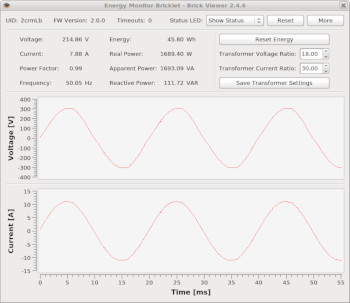 Energy Monitor Bricklet - Brick Viewer 2.4.6
UID: 2crmLb FW Version: 2.0.0 Timeouts: 0 Status LED: Show Status Reset More
Voltage: 214.86 V Energy: 45.80 Wh Reset Energy
Current: 7.88 A Real Power: 1689.40 W Transformer Voltage Ratio: 18,00
Power Factor: 0.99 Apparent Power: 1693.09 VA Transformer Current Ratio: 30,00
Frequency: 50.05 Hz Reactive Power: 111.72 VAR Save Transformer Settings
400
300
200
100
0
-100
-200
-300
-400
Voltage [V]
15
10
5
0
-5
-10
-15
Current [A]
0 5 10 15 20 25 30 35 40 45 50 55
Time [ms]